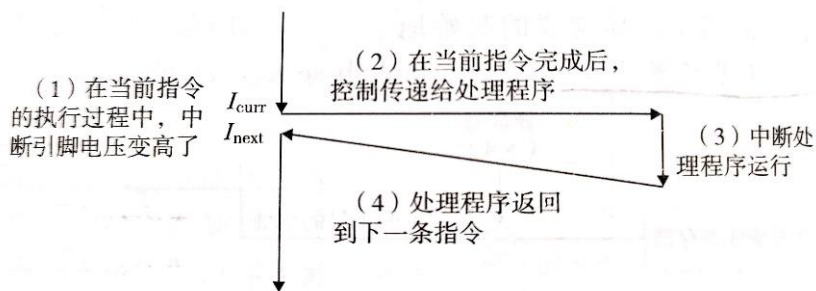 (2)在当前指令完成后，
控制传递给处理程序
(1)在当前指令
的执行过程中，中
断引脚电压变高了
Icurr
Inext
(3)中断处
理程序运行
(4)处理程序返回
到下一条指令